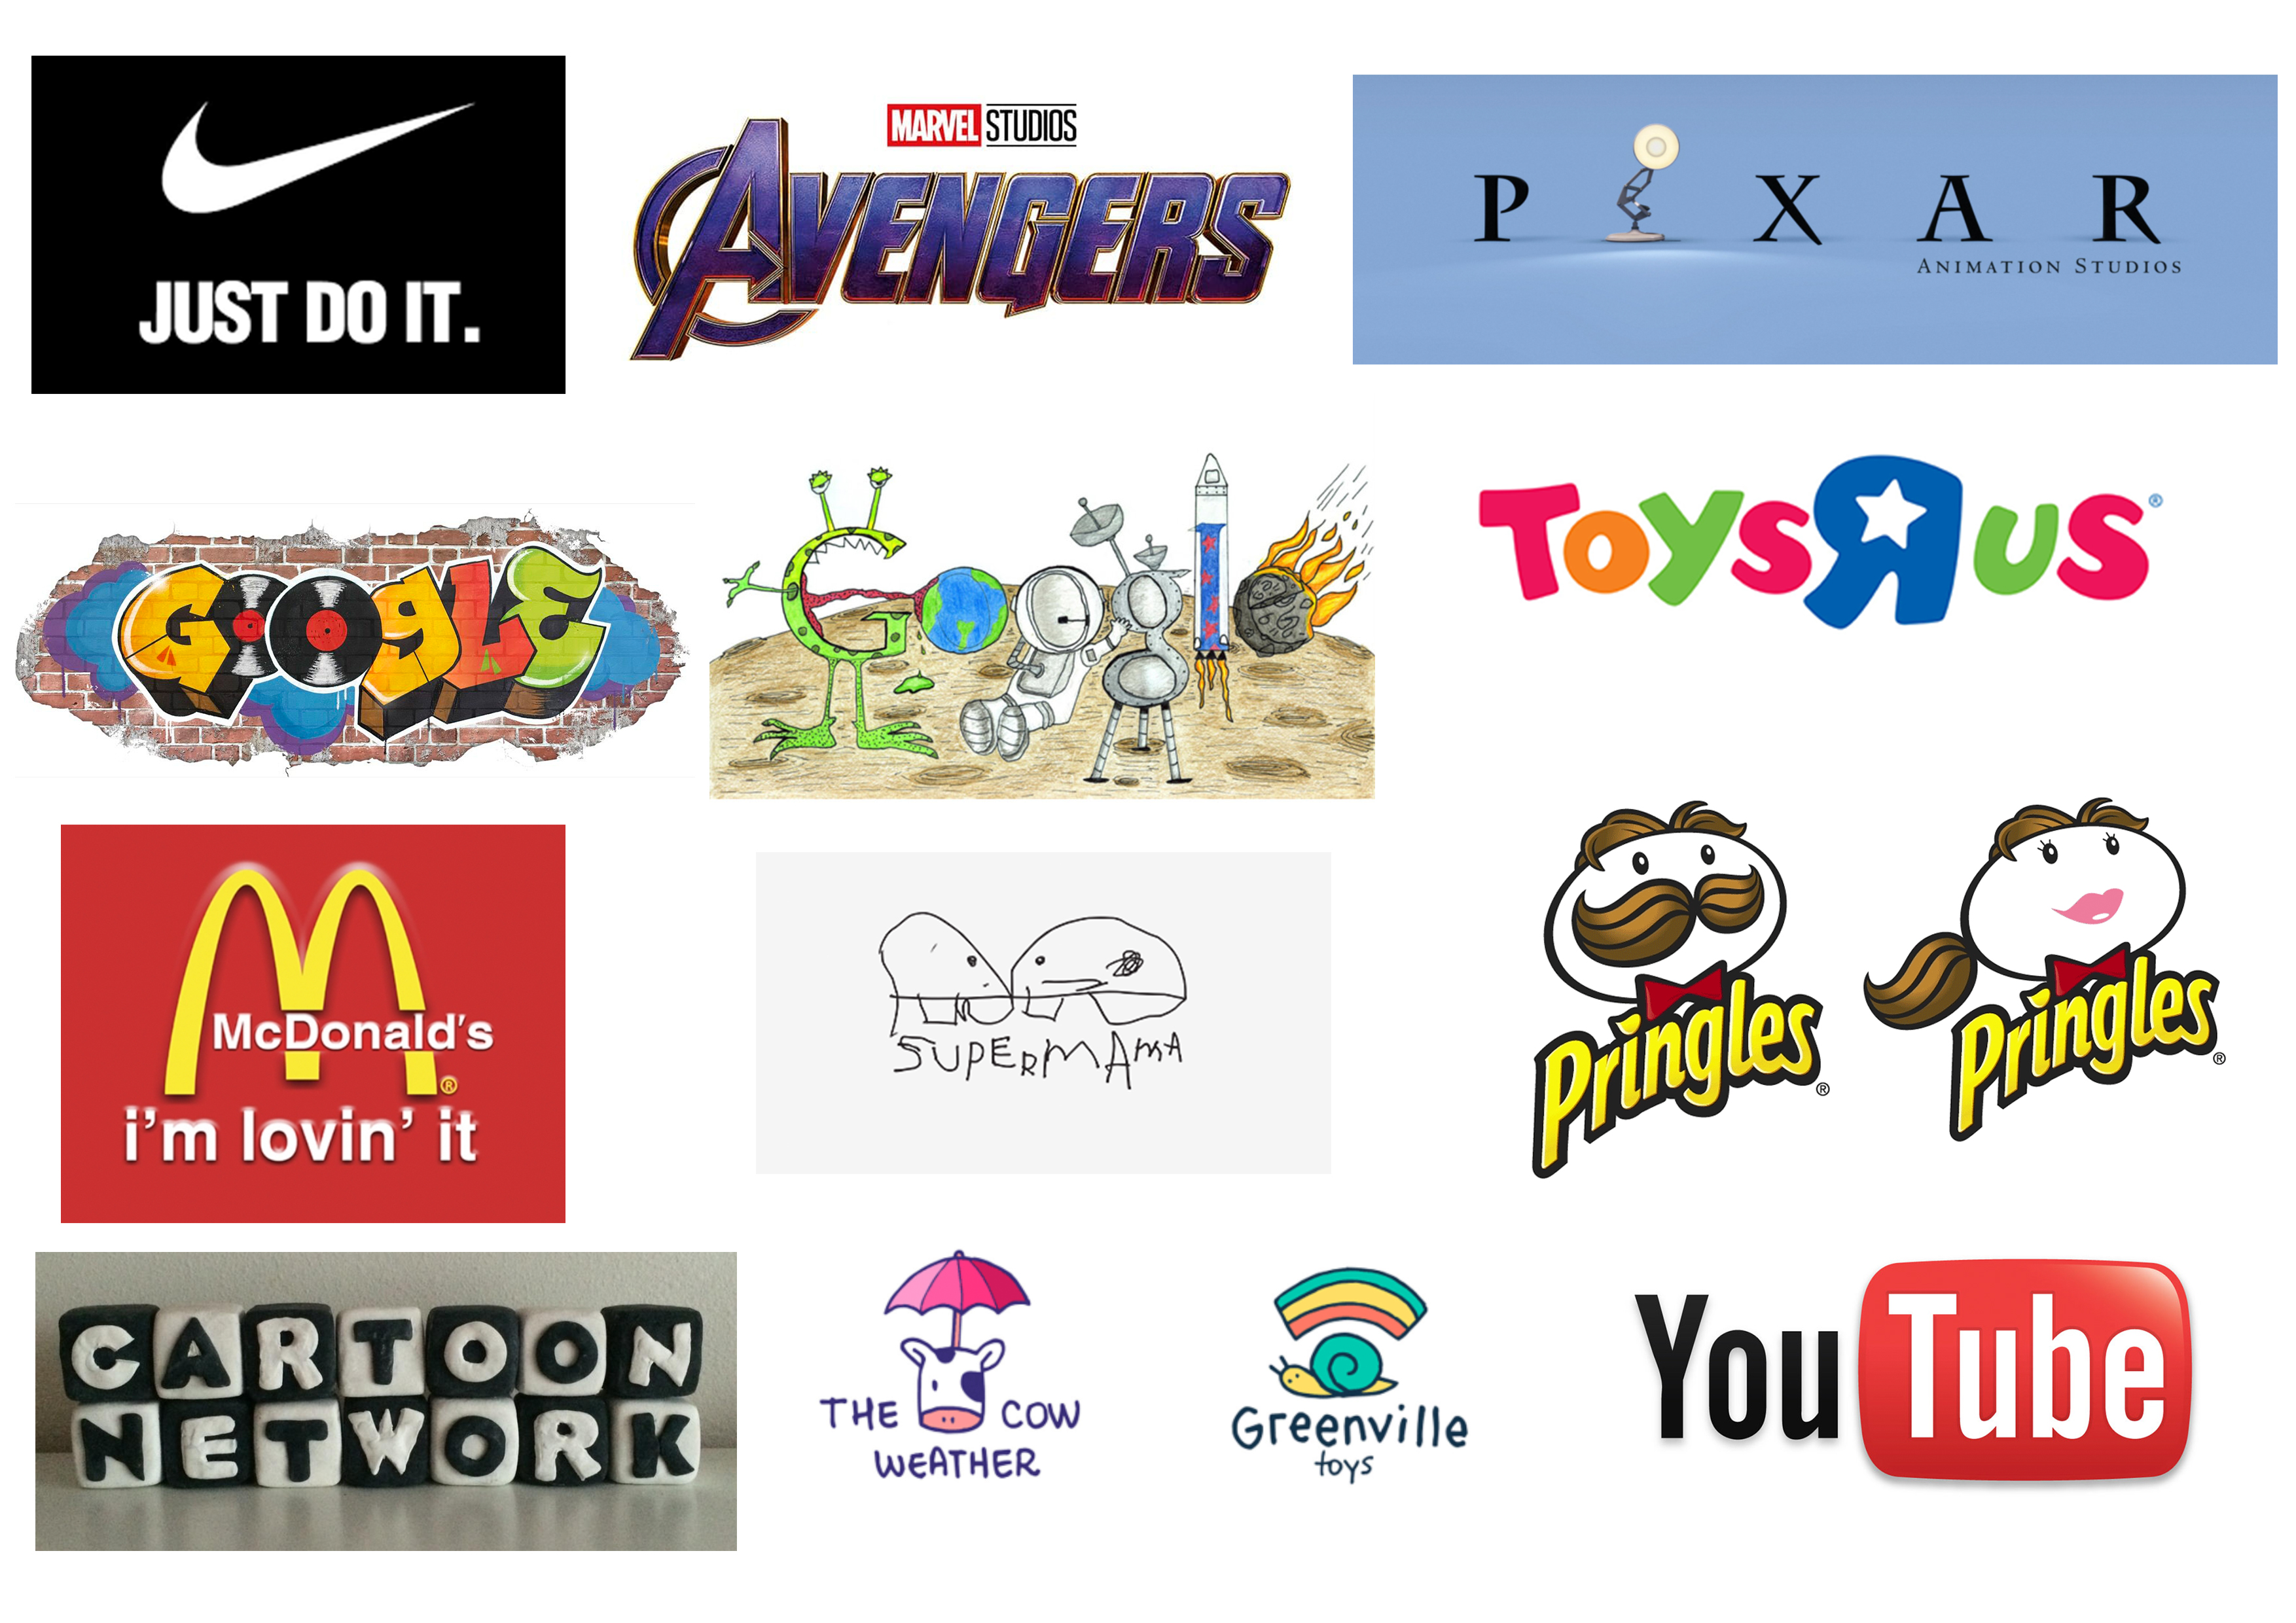 JUST DO IT.
MARVEL STUDIOS
AVENGERS
P I X A R
ANIMATION STUDIOS
GOOgLE
Google
TOYS R US ®
McDonald's
®
i'm lovin' it
SUPERMAMA
Pringles ®
Pringles ®
CARTOON
NETWORK
THE COW
WEATHER
Greenville
toys
YouTube